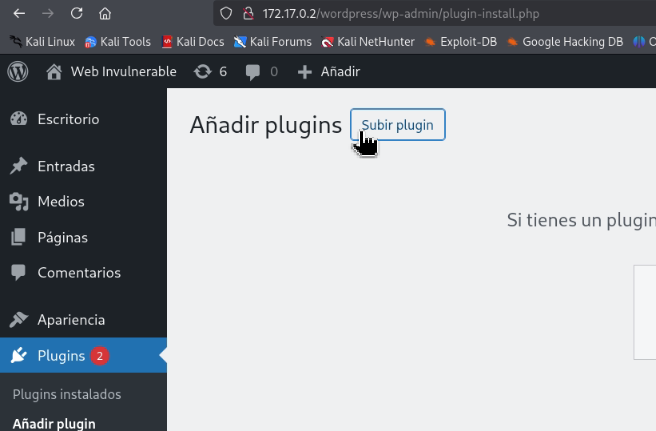 172.17.0.2/wordpress/wp-admin/plugin-install.php
Kali Linux Kali Tools Kali Docs Kali Forums Kali NetHunter Exploit-DB Google Hacking DB
Web Invulnerable 6 0 Añadir
Escritorio
Añadir plugins Subir plugin
Entradas
Medios
Si tienes un plugin
Páginas
Comentarios
Apariencia
Plugins 2
Plugins instalados
Añadir plugin